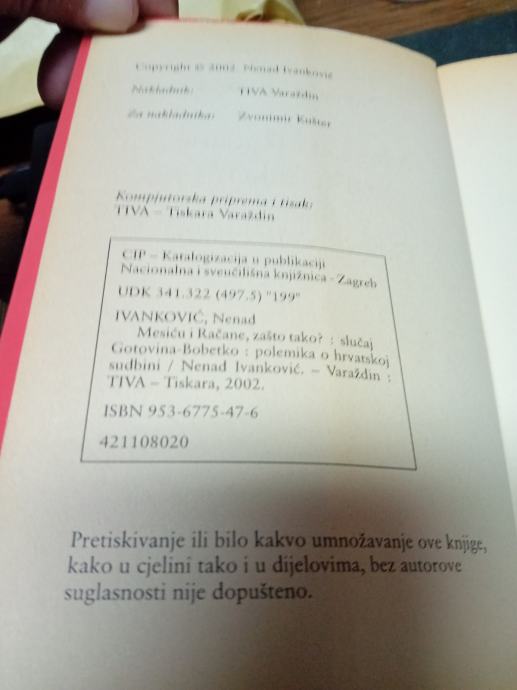 Copyright © 2002. Nenad Ivanković
Nakladnik: TIVA Varaždin
Za nakladnika: Zvonimir Kušter
Kompjutorska priprema i tisak:
TIVA – Tiskara Varaždin
CIP – Katalogizacija u publikaciji
Nacionalna i sveučilišna knjižnica - Zagreb
UDK 341.322 (497.5) "199"
IVANKOVIĆ, Nenad
Mesiću i Račane, zašto tako? : slučaj
Gotovina-Bobetko : polemika o hrvatskoj
sudbini / Nenad Ivanković. – Varaždin :
TIVA – Tiskara, 2002.
ISBN 953-6775-47-6
421108020
Pretiskivanje ili bilo kakvo umnožavanje ove knjige,
kako u cjelini tako i u dijelovima, bez autorove
suglasnosti nije dopušteno.